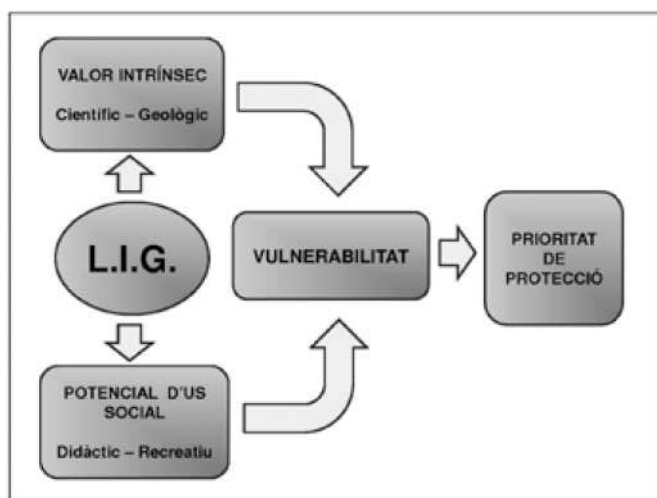 VALOR INTRÍNSEC
Científic – Geològic
L.I.G.
POTENCIAL D'US
SOCIAL
Didàctic – Recreatiu
VULNERABILITAT
PRIORITAT
DE
PROTECCIÓ